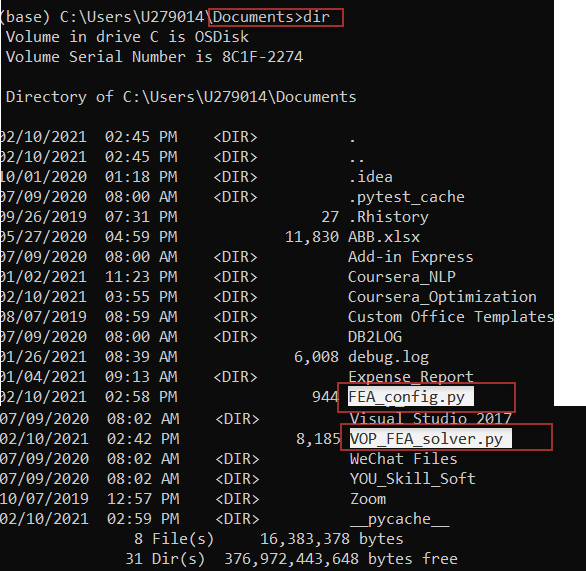 (base) C:\Users\U279014\Documents>dir
Volume in drive C is OSDisk
Volume Serial Number is 8C1F-2274
Directory of C:\Users\U279014\Documents
02/10/2021 02:45 PM <DIR> .
02/10/2021 02:45 PM <DIR> ..
10/01/2020 01:18 PM <DIR> .idea
07/09/2020 08:00 AM <DIR> .pytest_cache
09/26/2019 07:31 PM 27 .Rhistory
05/27/2020 04:59 PM 11,830 ABB.xlsx
07/09/2020 08:00 AM <DIR> Add-in Express
01/02/2021 11:23 PM <DIR> Coursera_NLP
02/10/2021 03:55 PM <DIR> Coursera_Optimization
08/07/2019 08:59 AM <DIR> Custom Office Templates
07/09/2020 08:00 AM <DIR> DB2LOG
01/26/2021 08:39 AM 6,008 debug.log
01/04/2021 09:13 AM <DIR> Expense_Report
02/10/2021 02:58 PM 944 FEA_config.py
07/09/2020 08:02 AM <DIR> Visual Studio 2017
02/10/2021 02:42 PM 8,185 VOP_FEA_solver.py
07/09/2020 08:02 AM <DIR> WeChat Files
07/09/2020 08:02 AM <DIR> YOU_Skill_Soft
10/07/2019 12:57 PM <DIR> Zoom
02/10/2021 02:59 PM <DIR> __pycache__
8 File(s) 16,383,378 bytes
31 Dir(s) 376,972,443,648 bytes free